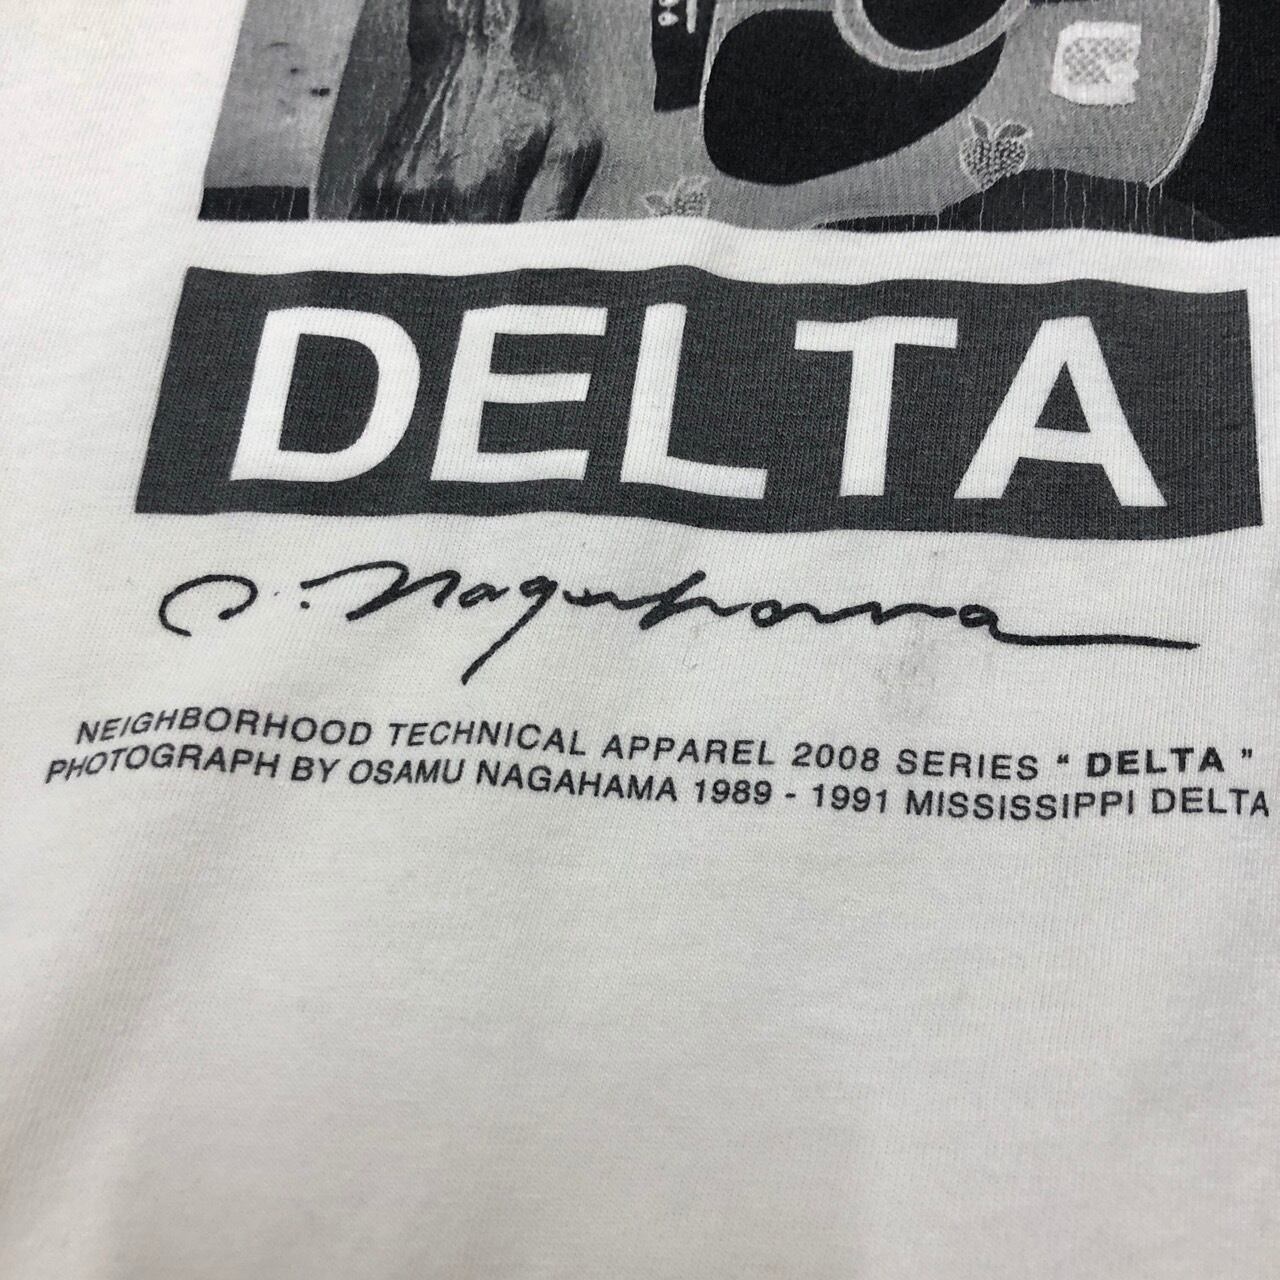 DELTA
O. Nagahama
NEIGHBORHOOD TECHNICAL APPAREL 2008 SERIES “ DELTA ”
PHOTOGRAPH BY OSAMU NAGAHAMA 1989 - 1991 MISSISSIPPI DELTA